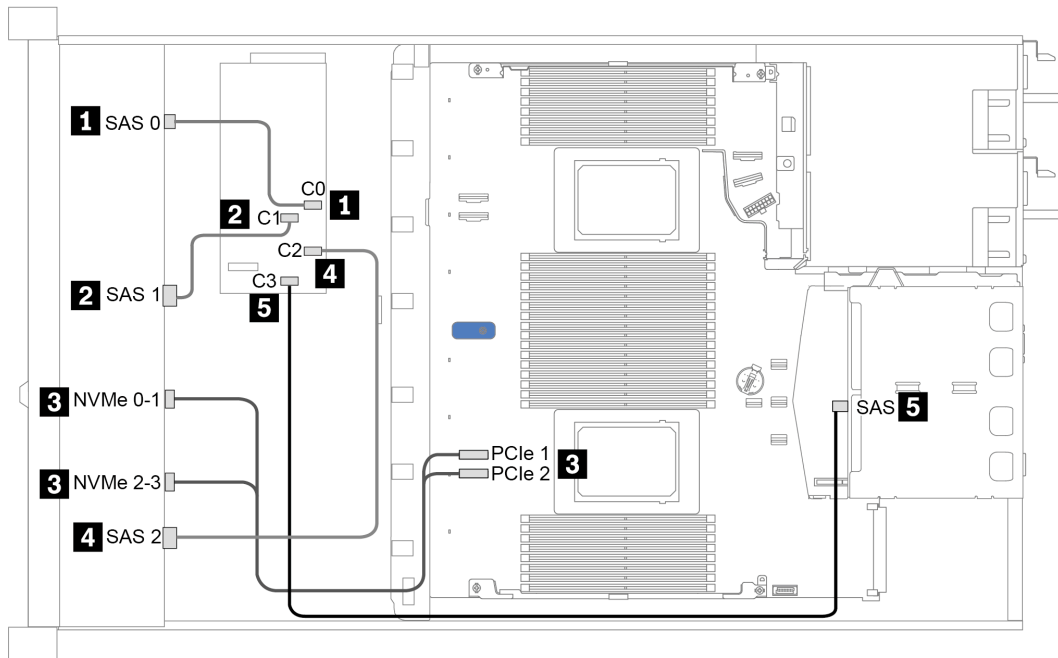 1 SAS 0
C0 1
2 C1
C2
4
2 SAS 1
C3
5
3 NVMe 0-1
SAS 5
PCIe 1
PCIe 2
3
3 NVMe 2-3
4 SAS 2